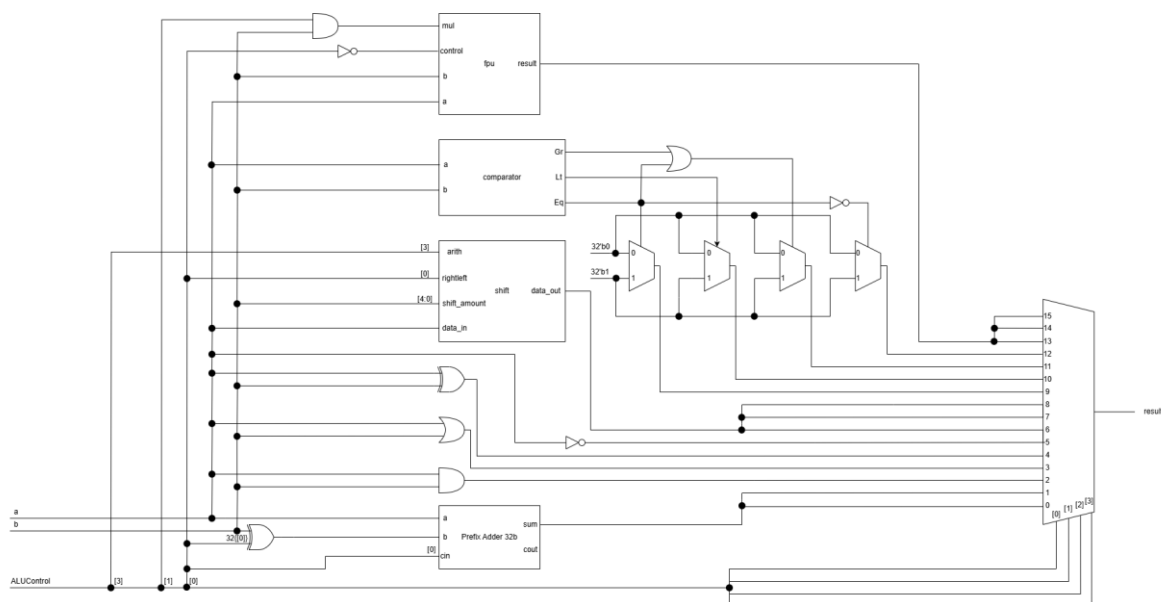 mul
control
fpu
result
b
a
Gr
a
comparator
Lt
b
Eq
32'b0
0
0
0
0
[3]
arith
32'b1
1
1
1
1
[0]
rightleft
shift
data_out
[4:0]
shift_amount
data_in
15
14
13
12
11
10
9
8
7
6
5
4
3
2
1
0
result
[0]
[1]
[2]
[3]
a
b
a
sum
32{[0]}
b
Prefix Adder 32b
[0]
cin
cout
ALUControl
[3]
[1]
[0]